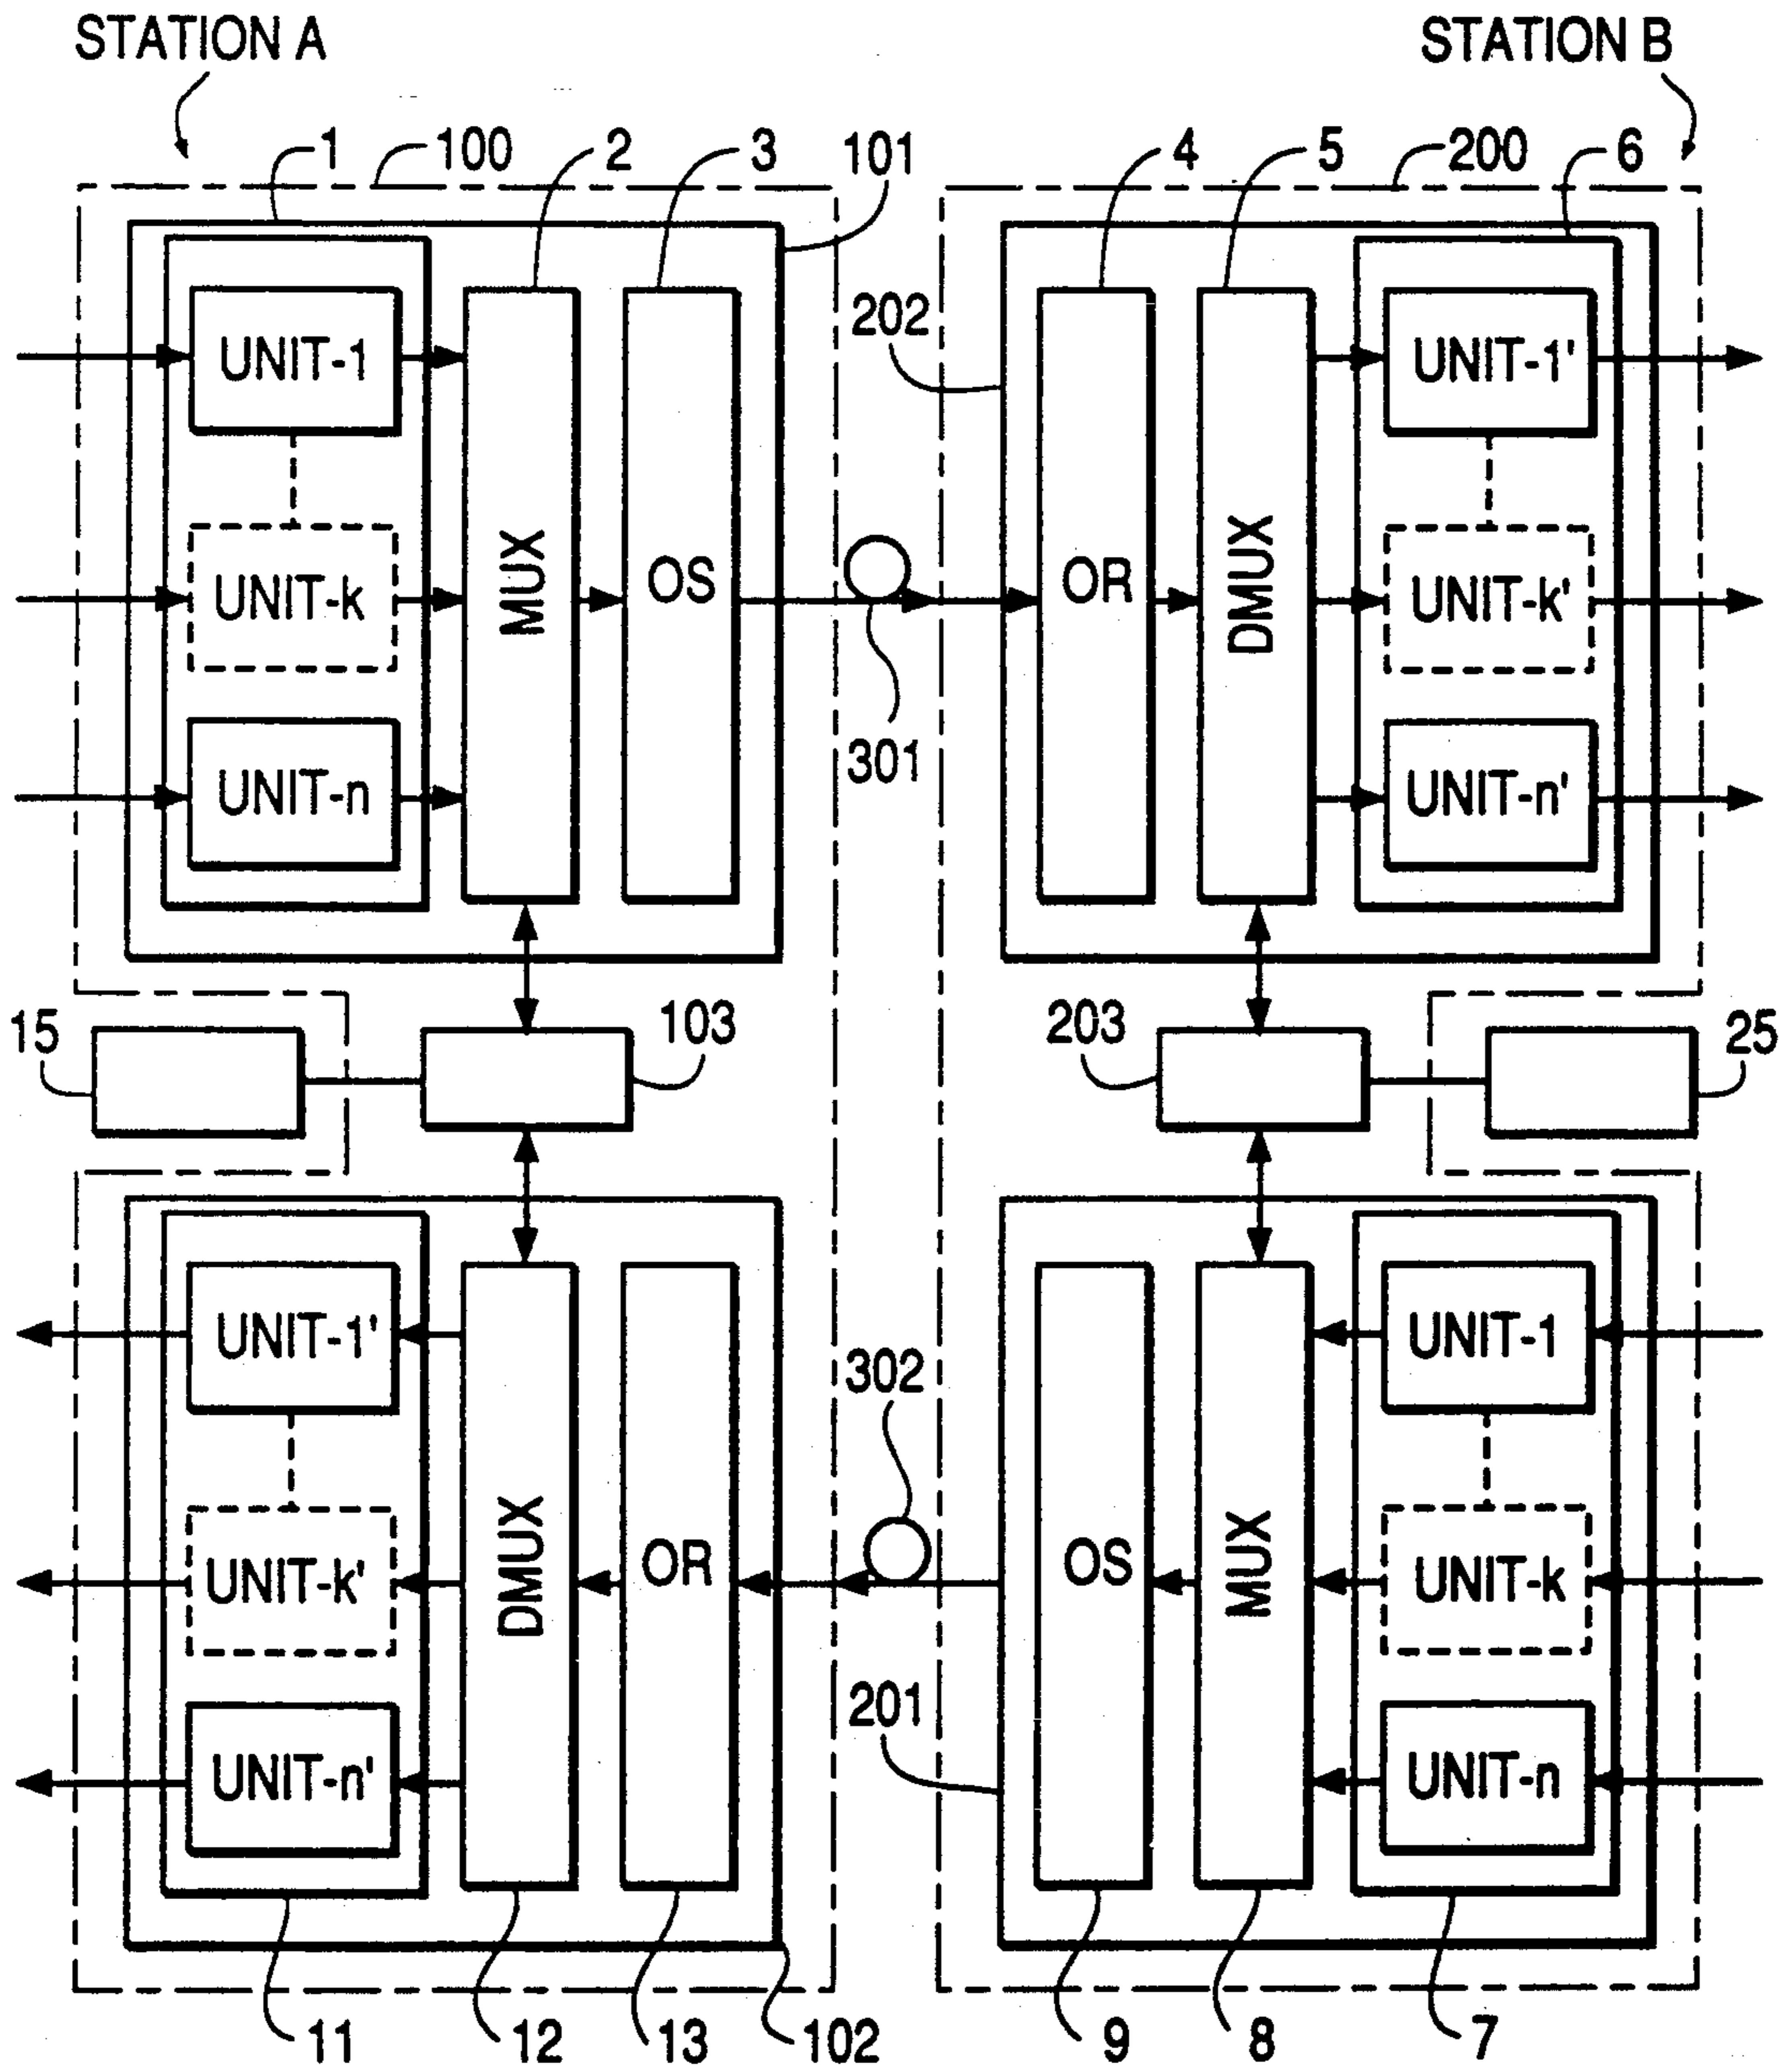 STATION A
STATION B
1
100
2
3
101
4
5
200
6
202
UNIT-1
UNIT-k
UNIT-n
MUX
OS
301
OR
DMUX
UNIT-1'
UNIT-k'
UNIT-n'
15
103
203
25
UNIT-1'
UNIT-k'
UNIT-n'
DMUX
OR
302
201
OS
MUX
UNIT-1
UNIT-k
UNIT-n
11
12
13
102
9
8
7